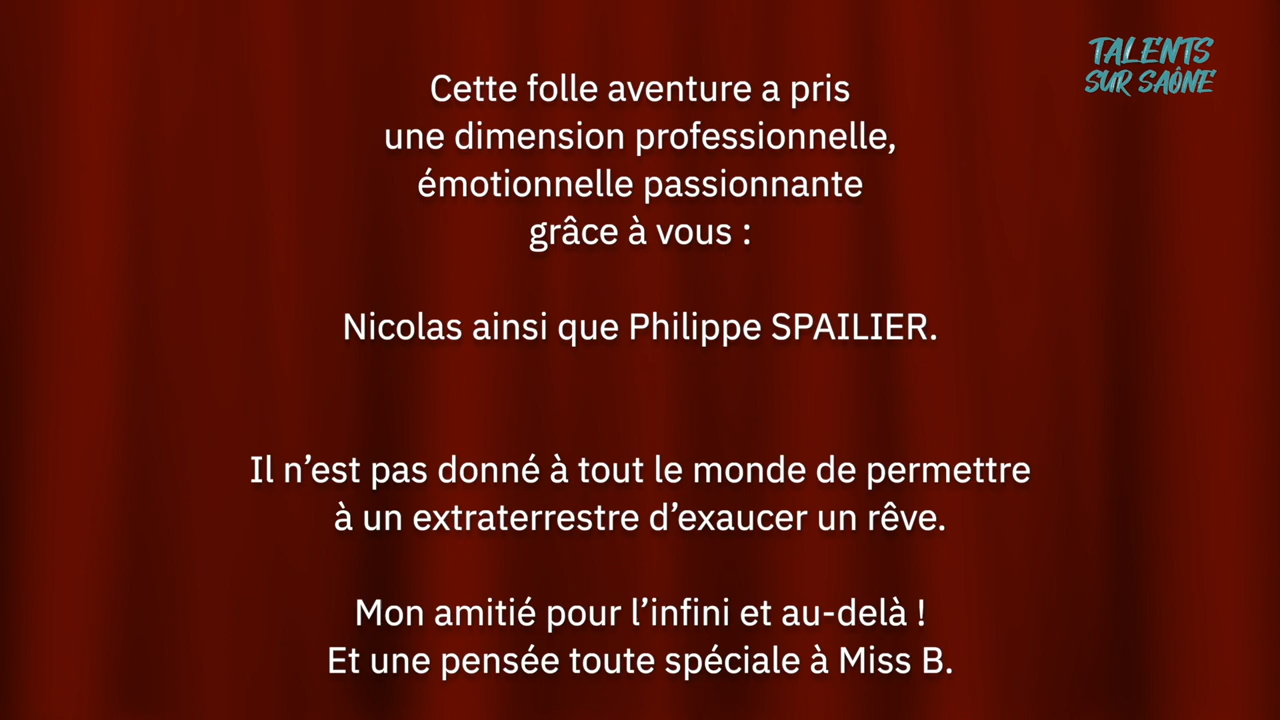 TALENTS
SUR SAÔNE
Cette folle aventure a pris
une dimension professionnelle,
émotionnelle passionnante
grâce à vous :
Nicolas ainsi que Philippe SPAILIER.
Il n’est pas donné à tout le monde de permettre
à un extraterrestre d’exaucer un rêve.
Mon amitié pour l’infini et au-delà !
Et une pensée toute spéciale à Miss B.